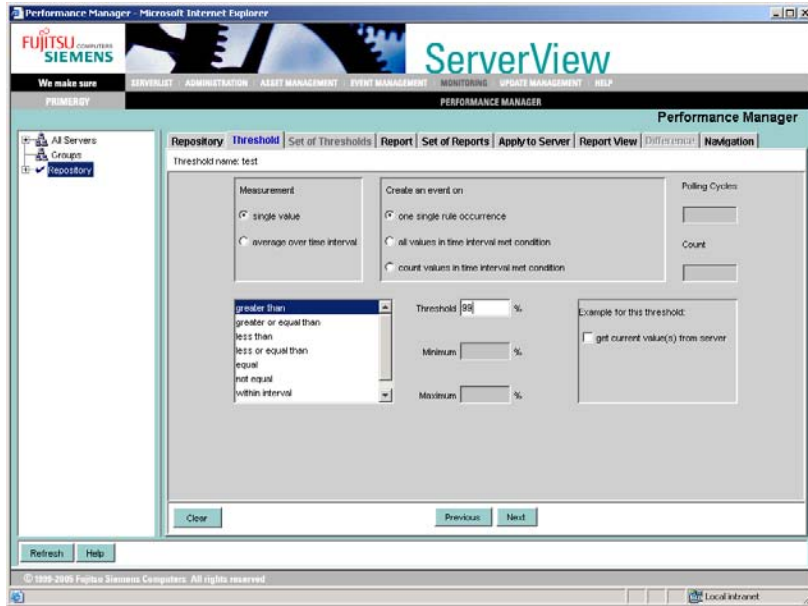 Performance Manager - Microsoft Internet Explorer
FUJITSU COMPUTERS
SIEMENS
ServerView
We make sure
SERVERLIST ADMINISTRATION ASSET MANAGEMENT EVENT MANAGEMENT MONITORING UPDATE MANAGEMENT HELP
PRIMERGY
PERFORMANCE MANAGER
Performance Manager
All Servers
Groups
Repository
Repository Threshold Set of Thresholds Report Set of Reports Apply to Server Report View Difference Navigation
Threshold name: test
Measurement
single value
average over time interval
Create an event on
one single rule occurrence
all values in time interval met condition
count values in time interval met condition
Polling Cycles
Count
greater than
greater or equal than
less than
less or equal than
equal
not equal
within interval
Threshold 99 %
Minimum %
Maximum %
Example for this threshold:
get current value(s) from server
Clear
Previous
Next
Refresh
Help
© 1999-2005 Fujitsu Siemens Computers All rights reserved
Local intranet